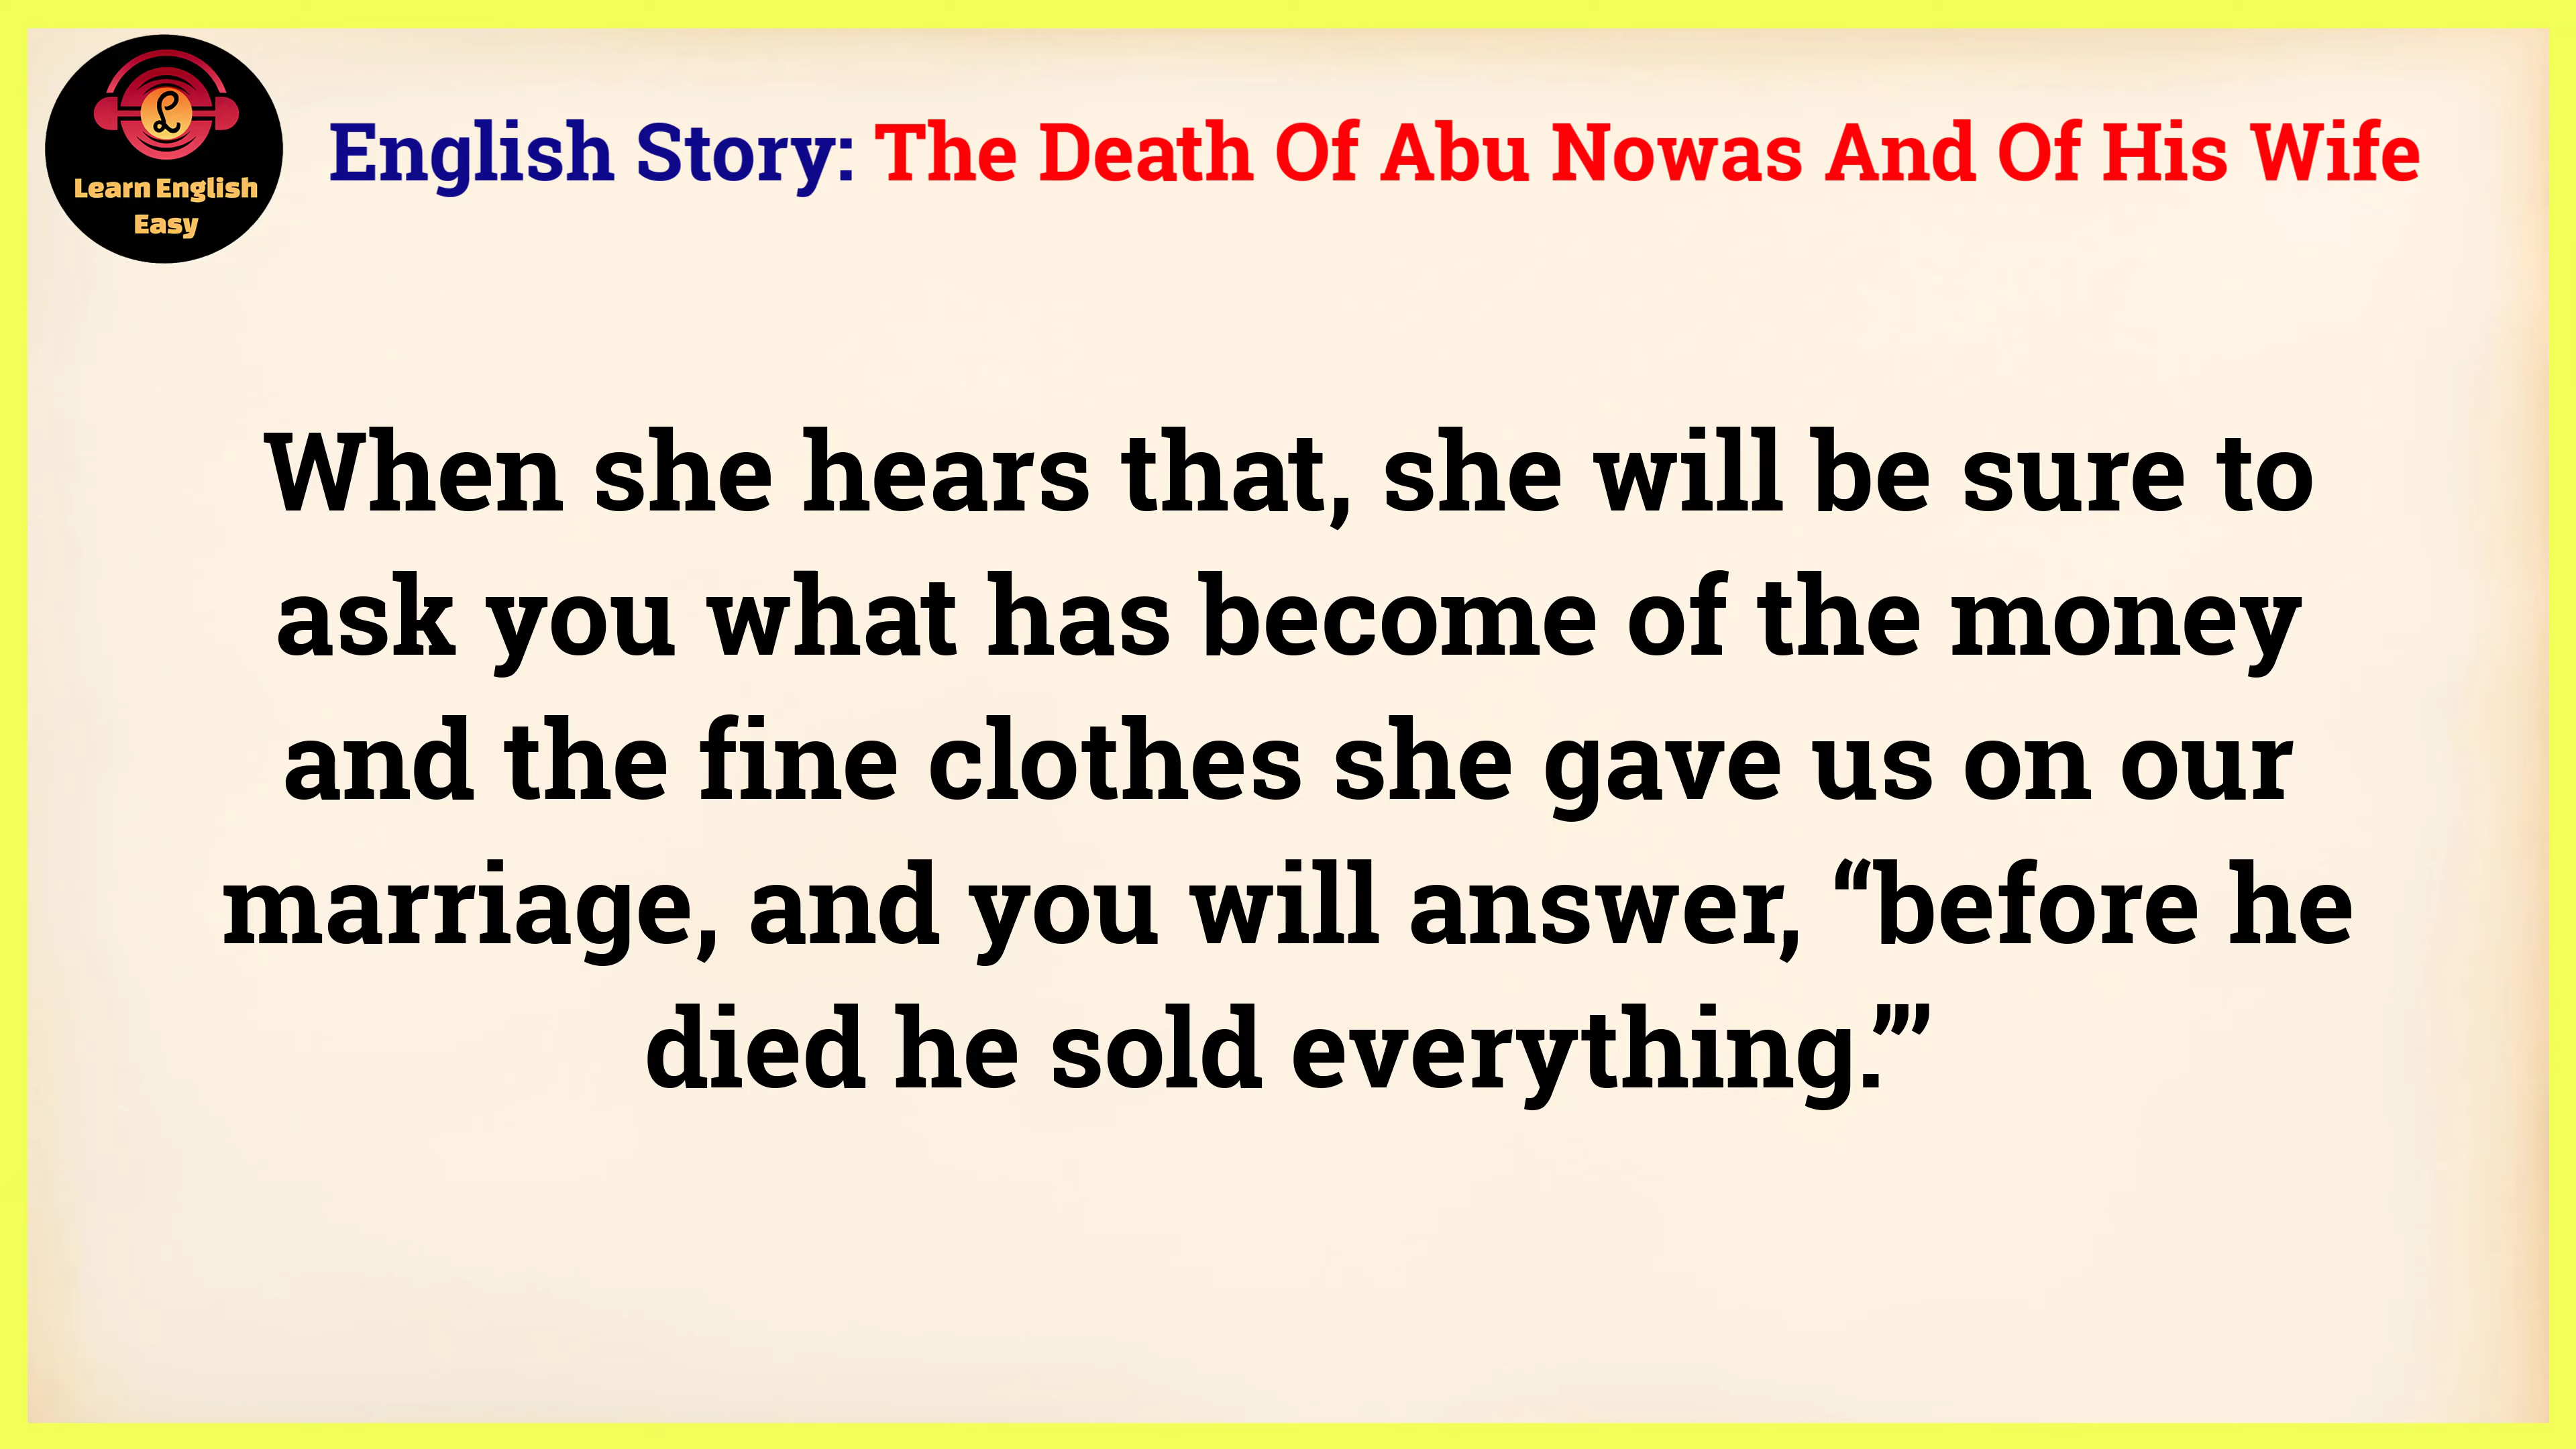 Learn English
Easy
English Story: The Death Of Abu Nowas And Of His Wife
When she hears that, she will be sure to
ask you what has become of the money
and the fine clothes she gave us on our
marriage, and you will answer, “before he
died he sold everything.”’